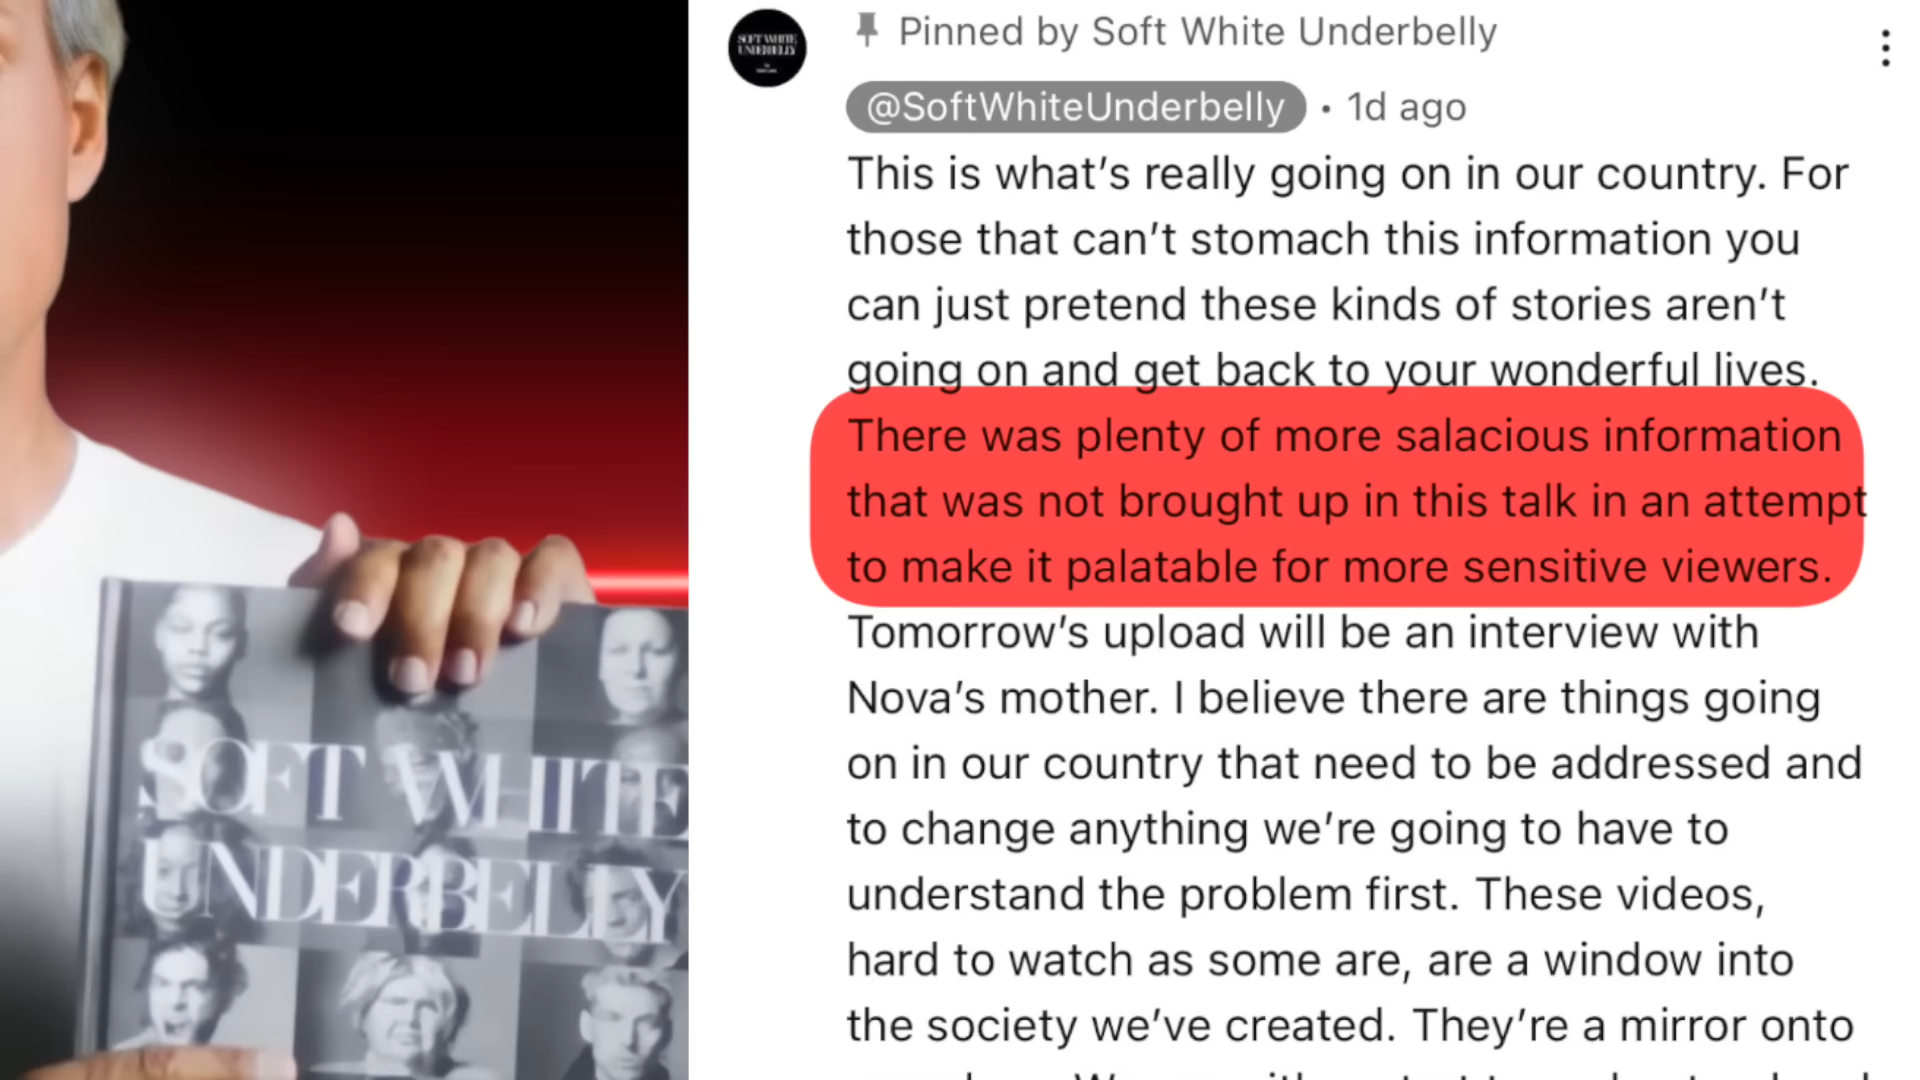 SOFT WHITE
UNDERBELLY
Pinned by Soft White Underbelly
@SoftWhiteUnderbelly • 1d ago
This is what's really going on in our country. For
those that can't stomach this information you
can just pretend these kinds of stories aren't
going on and get back to your wonderful lives.
There was plenty of more salacious information
that was not brought up in this talk in an attempt
to make it palatable for more sensitive viewers.
Tomorrow's upload will be an interview with
Nova's mother. I believe there are things going
on in our country that need to be addressed and
to change anything we're going to have to
understand the problem first. These videos,
hard to watch as some are, are a window into
the society we've created. They're a mirror onto
SOFT WHITE
UNDERBELLY